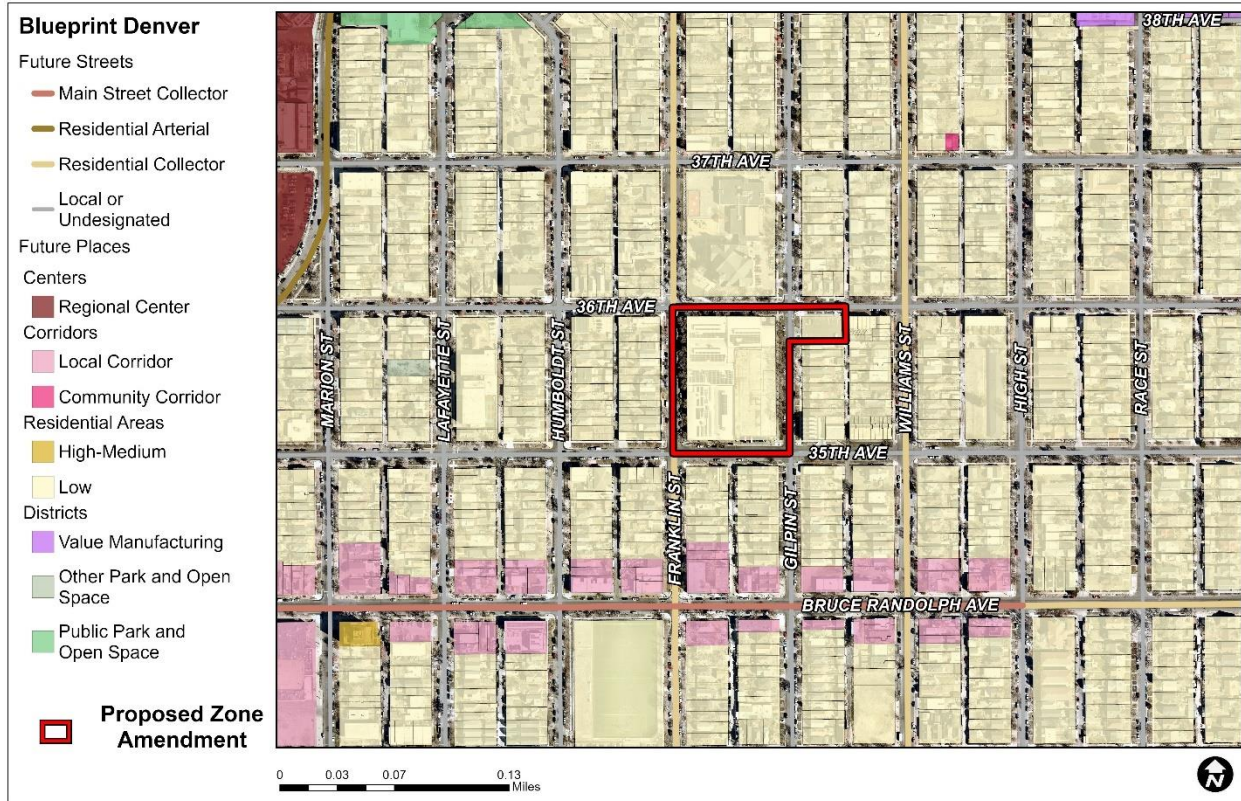 Blueprint Denver
Future Streets
Main Street Collector
Residential Arterial
Residential Collector
Local or
Undesignated
Future Places
Centers
Regional Center
Corridors
Local Corridor
Community Corridor
Residential Areas
High-Medium
Low
Districts
Value Manufacturing
Other Park and Open
Space
Public Park and
Open Space
Proposed Zone
Amendment
38TH AVE
37TH AVE
36TH AVE
MARION ST
LAFAYETTE ST
HUMBOLDT ST
WILLIAMS ST
HIGH ST
RACE ST
35TH AVE
FRANKLIN ST
GILPIN ST
BRUCE RANDOLPH AVE
0 0.03 0.07 0.13
Miles
N